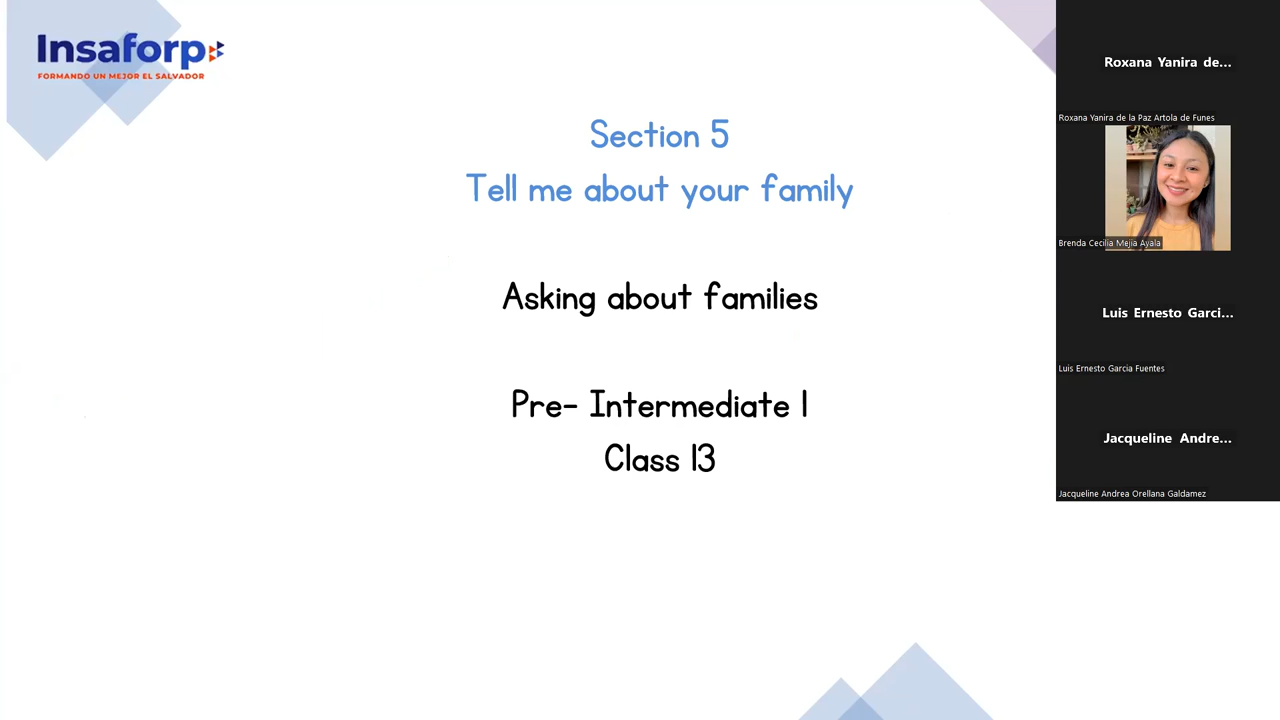 Insaforp
FORMANDO UN MEJOR EL SALVADOR
Section 5
Tell me about your family
Asking about families
Pre- Intermediate 1
Class 13
Roxana Yanira de...
Roxana Yanira de la Paz Artola de Funes
Brenda Cecilia Mejia Ayala
Luis Ernesto Garci...
Luis Ernesto Garcia Fuentes
Jacqueline Andre...
Jacqueline Andrea Orellana Galdamez